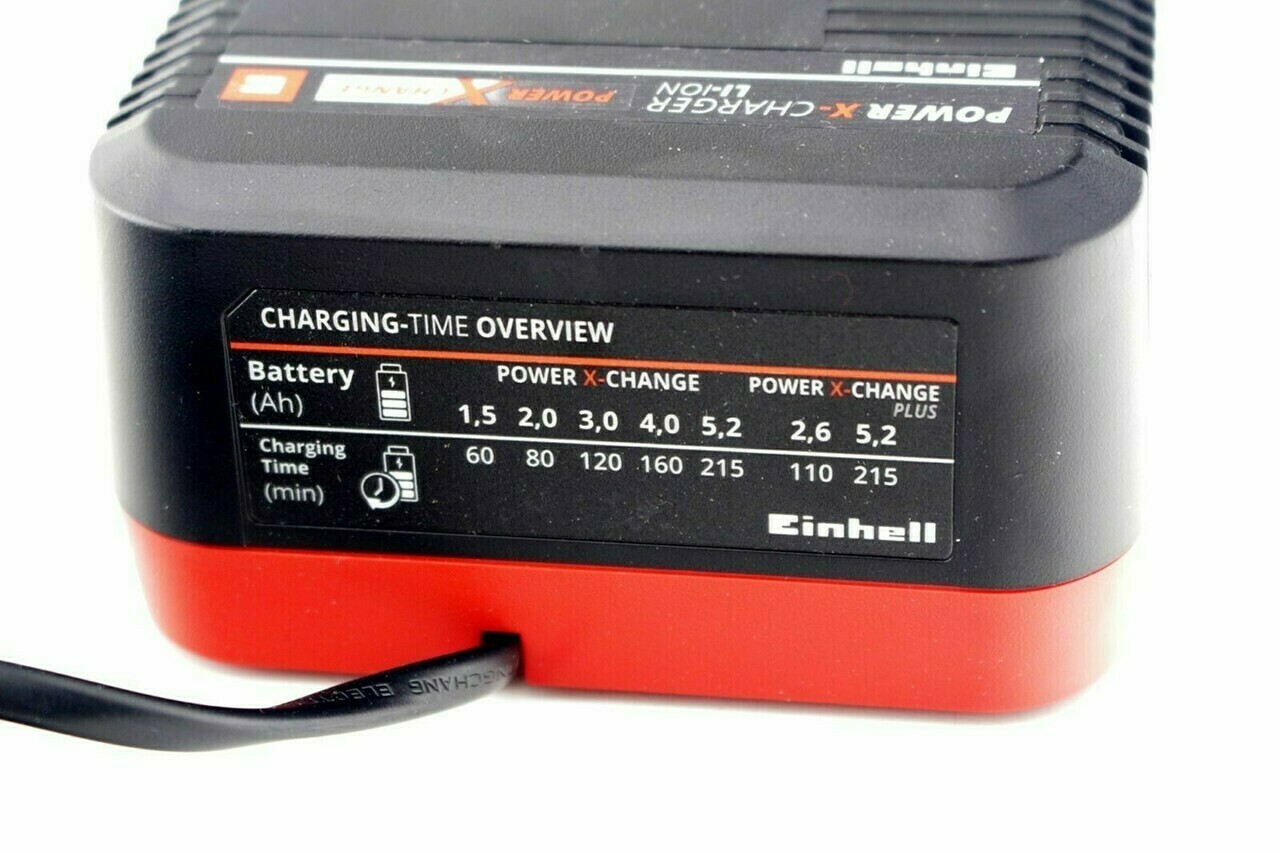 Einhell
POWER X-CHARGER LI-ION POWER X CHANGE
CHARGING-TIME OVERVIEW
Battery (Ah) POWER X-CHANGE POWER X-CHANGE PLUS
1,5 2,0 3,0 4,0 5,2 2,6 5,2
Charging Time (min) 60 80 120 160 215 110 215
Einhell